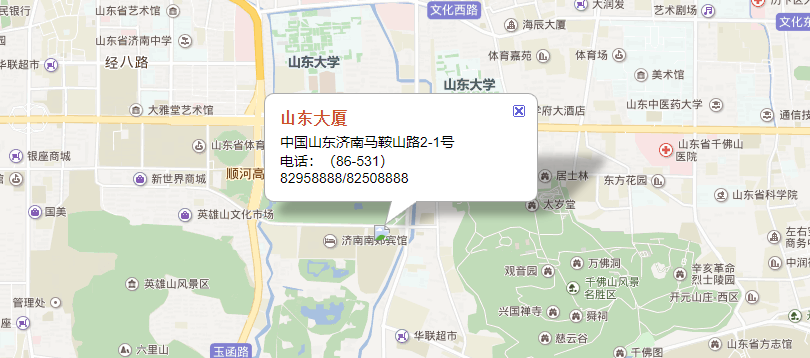 民银行
山东省艺术馆
文化西路
大润发
艺术剧场
海辰大厦
文化东
山东省济南中学
经八路
华联超市
山东大学
体育嘉苑
体育场
山东大学
美术馆
大雅堂艺术馆
学府大酒店
山东中医药大学
通信技
山东大厦
中国山东济南马鞍山路2-1号
电话：（86-531）
82958888/82508888
山东省体育
山东省千佛山
医院
银座商城
顺河高
新世界商城
居士林
东方花园
山东省科学院
国美
英雄山文化市场
太岁堂
济南南郊宾馆
左右
商务
英雄山风景区
观音园
万佛洞
千佛山风景
名胜区
辛亥革命
烈士陵园
中润
开元山庄-西区
管理处
兴国禅寺
舜祠
座
华联超市
慈云谷
六里山
玉函路
千佛图
山东省方志馆